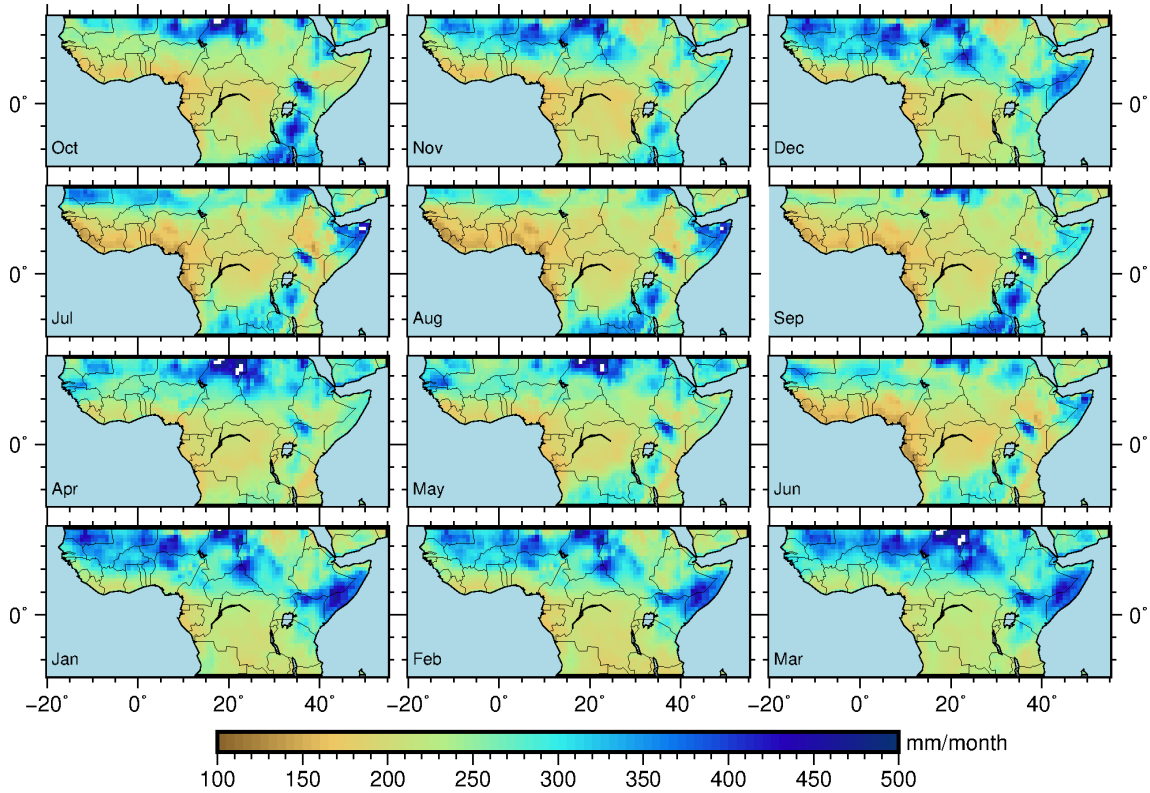 0° Oct Nov Dec 0°
0° Jul Aug Sep 0°
0° Apr May Jun 0°
0° Jan Feb Mar 0°
−20° 0° 20° 40° −20° 0° 20° 40° −20° 0° 20° 40°
mm/month
100 150 200 250 300 350 400 450 500